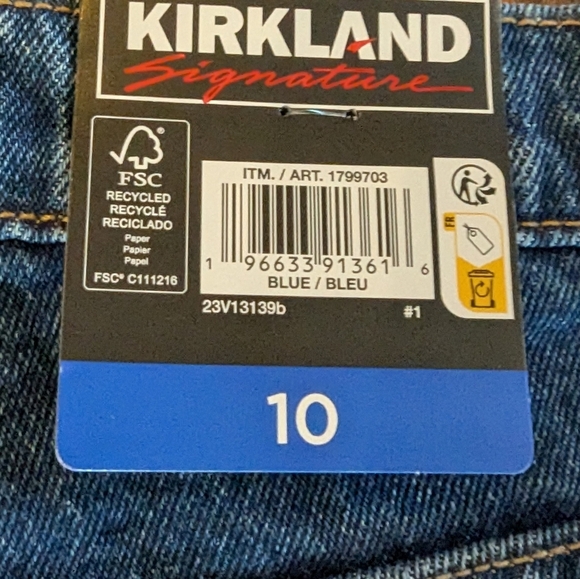 KIRKLAND
Signature
FSC®
RECYCLED
RECYCLÉ
RECICLADO
Paper
Papier
Papel
FSC® C111216
ITM. / ART. 1799703
1 96633 91361 6
BLUE / BLEU
23V13139b #1
FR
10